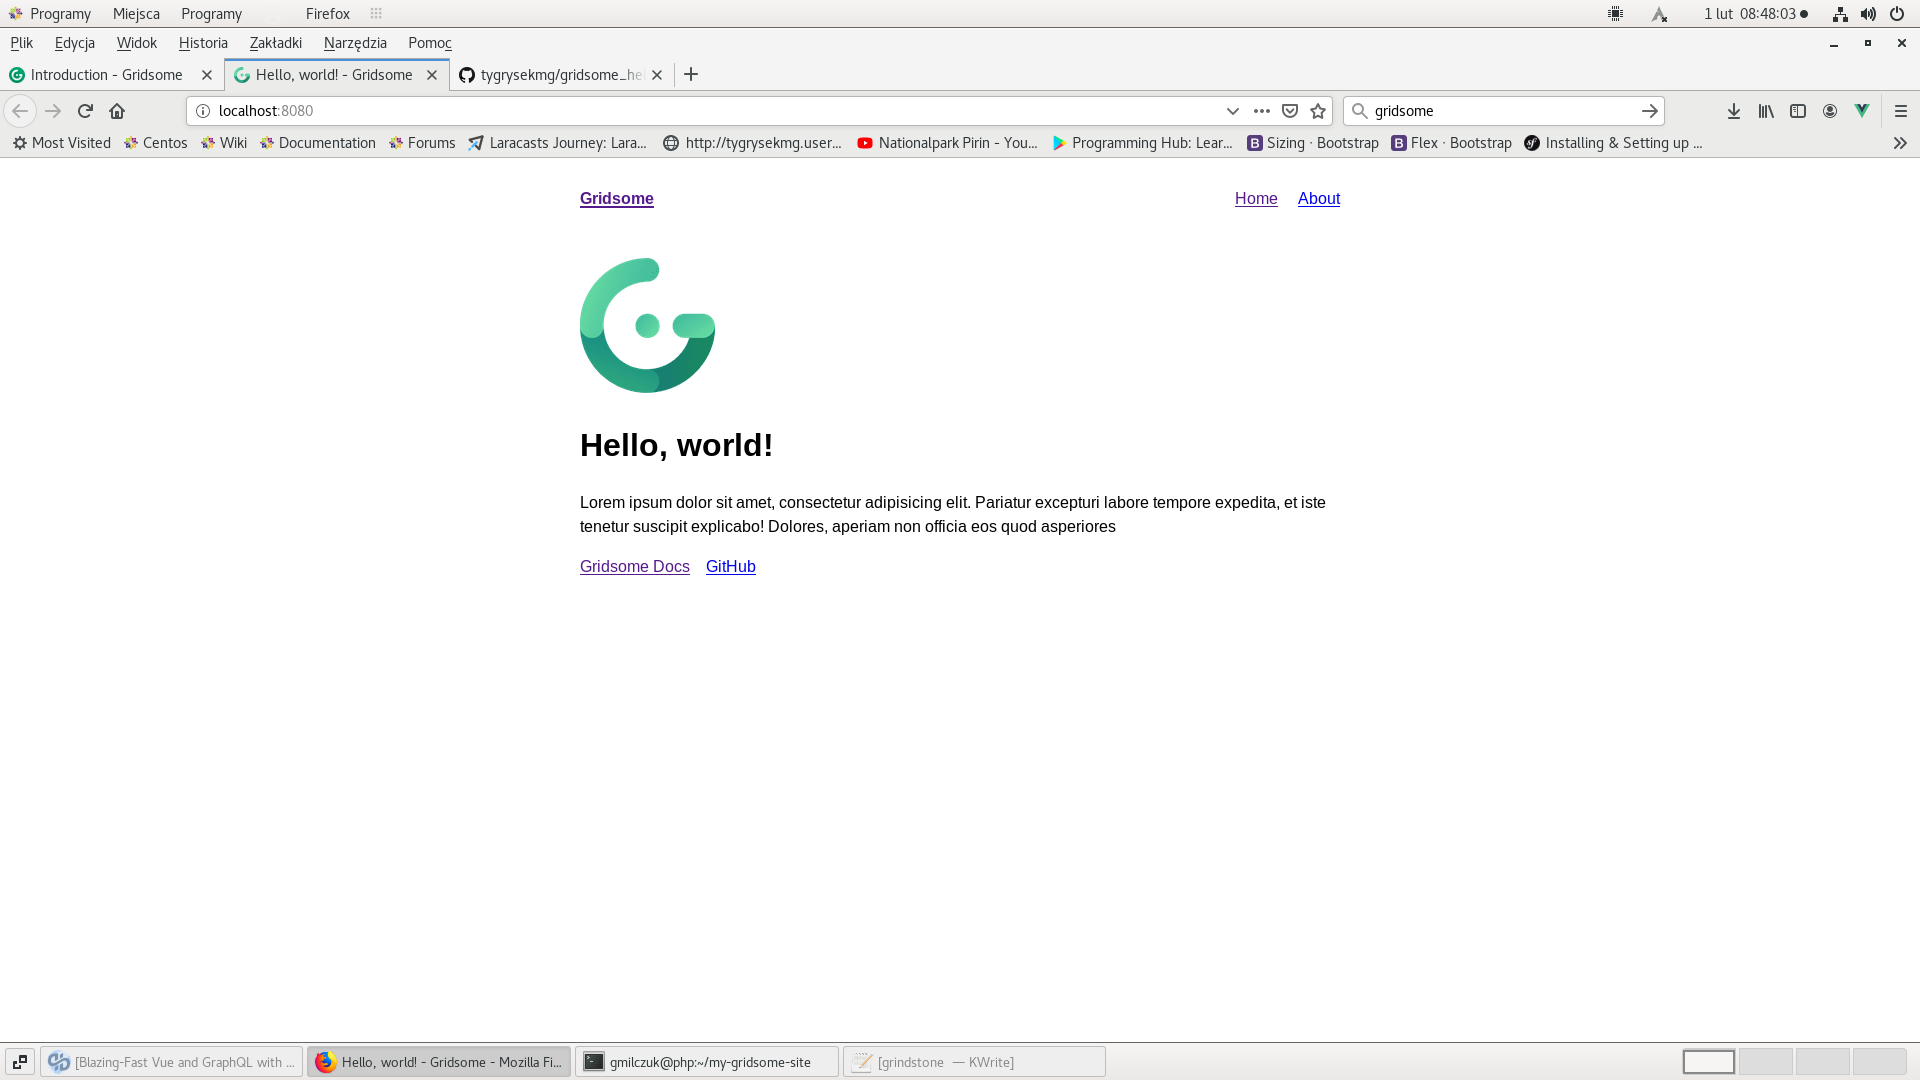 Programy Miejsca Programy Firefox 1 lut 08:48:03
Plik Edycja Widok Historia Zakładki Narzędzia Pomoc
Introduction - Gridsome Hello, world! - Gridsome tygrysekmg/gridsome_hel
localhost:8080 gridsome
Most Visited Centos Wiki Documentation Forums Laracasts Journey: Lara... http://tygrysekmg.user... Nationalpark Pirin - You... Programming Hub: Lear... B Sizing · Bootstrap B Flex · Bootstrap sf Installing & Setting up ...
Gridsome Home About
Hello, world!
Lorem ipsum dolor sit amet, consectetur adipisicing elit. Pariatur excepturi labore tempore expedita, et iste
tenetur suscipit explicabo! Dolores, aperiam non officia eos quod asperiores
Gridsome Docs GitHub
[Blazing-Fast Vue and GraphQL with ... Hello, world! - Gridsome - Mozilla Fi... gmilczuk@php:~/my-gridsome-site [grindstone — KWrite]